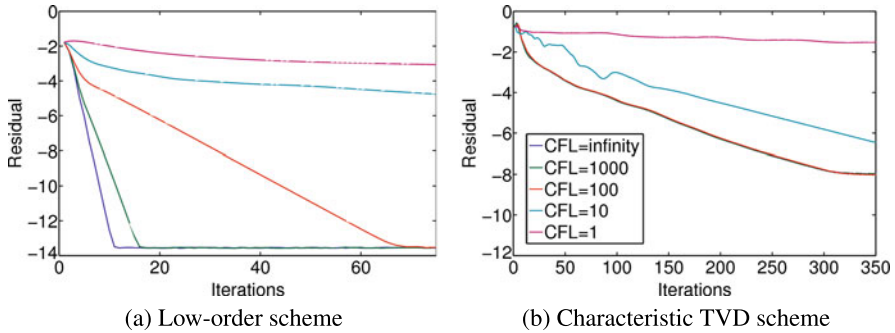 0
−2
−4
−6
−8
−10
−12
−14
Residual
0
20
40
60
Iterations
(a) Low-order scheme
0
−2
−4
−6
−8
−10
−12
Residual
CFL=infinity
CFL=1000
CFL=100
CFL=10
CFL=1
0
50
100
150
200
250
300
350
Iterations
(b) Characteristic TVD scheme